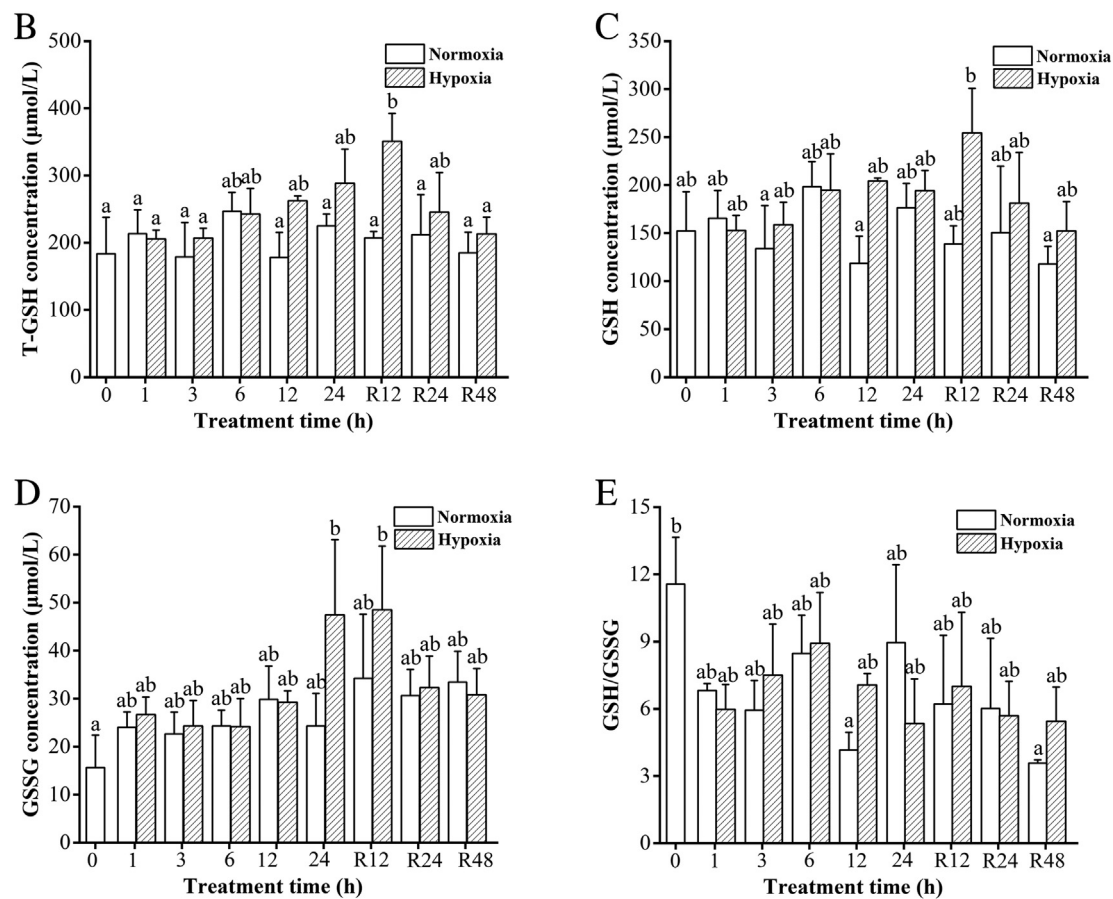 B
T-GSH concentration (μmol/L)
500
400
300
200
100
0
Normoxia
Hypoxia
a a a a a ab ab a ab a ab a b a ab a a
0 1 3 6 12 24 R12 R24 R48
Treatment time (h)
C
GSH concentration (μmol/L)
350
300
250
200
150
100
50
0
Normoxia
Hypoxia
ab ab ab a ab ab ab a ab ab ab ab b ab ab a ab
0 1 3 6 12 24 R12 R24 R48
Treatment time (h)
D
GSSG concentration (μmol/L)
70
60
50
40
30
20
10
0
Normoxia
Hypoxia
a ab ab ab ab ab ab ab ab ab b ab b ab ab ab ab
0 1 3 6 12 24 R12 R24 R48
Treatment time (h)
E
GSH/GSSG
15
12
9
6
3
0
Normoxia
Hypoxia
b ab ab ab ab ab ab a ab ab ab ab ab ab ab a ab
0 1 3 6 12 24 R12 R24 R48
Treatment time (h)